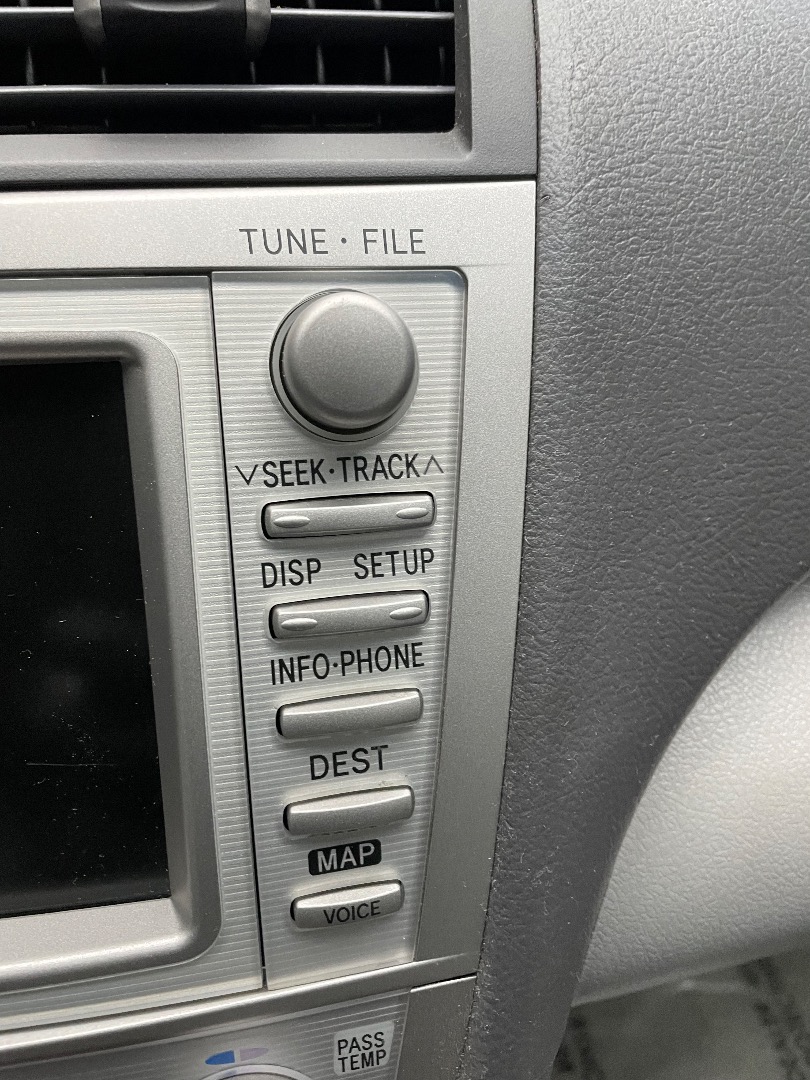 TUNE · FILE
∨SEEK·TRACK∧
DISP SETUP
INFO·PHONE
DEST
MAP
VOICE
PASS
TEMP